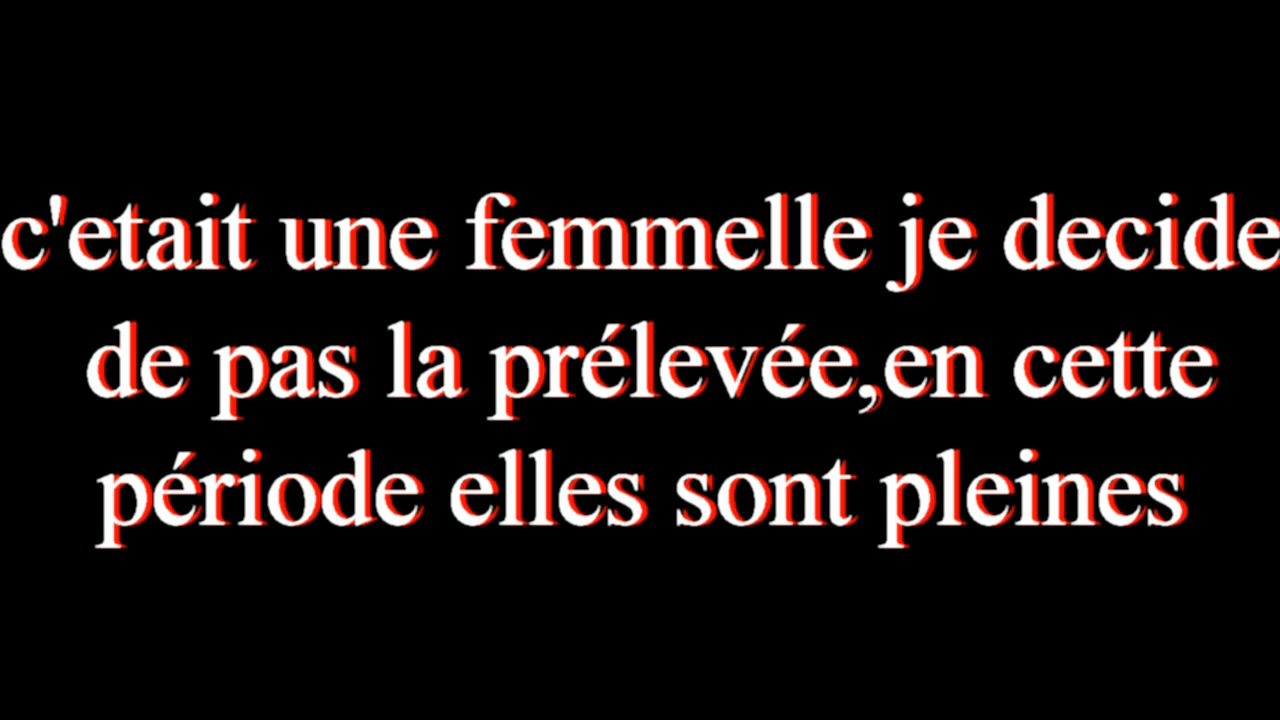 c'etait une femmelle je decide
de pas la prélevée,en cette
période elles sont pleines